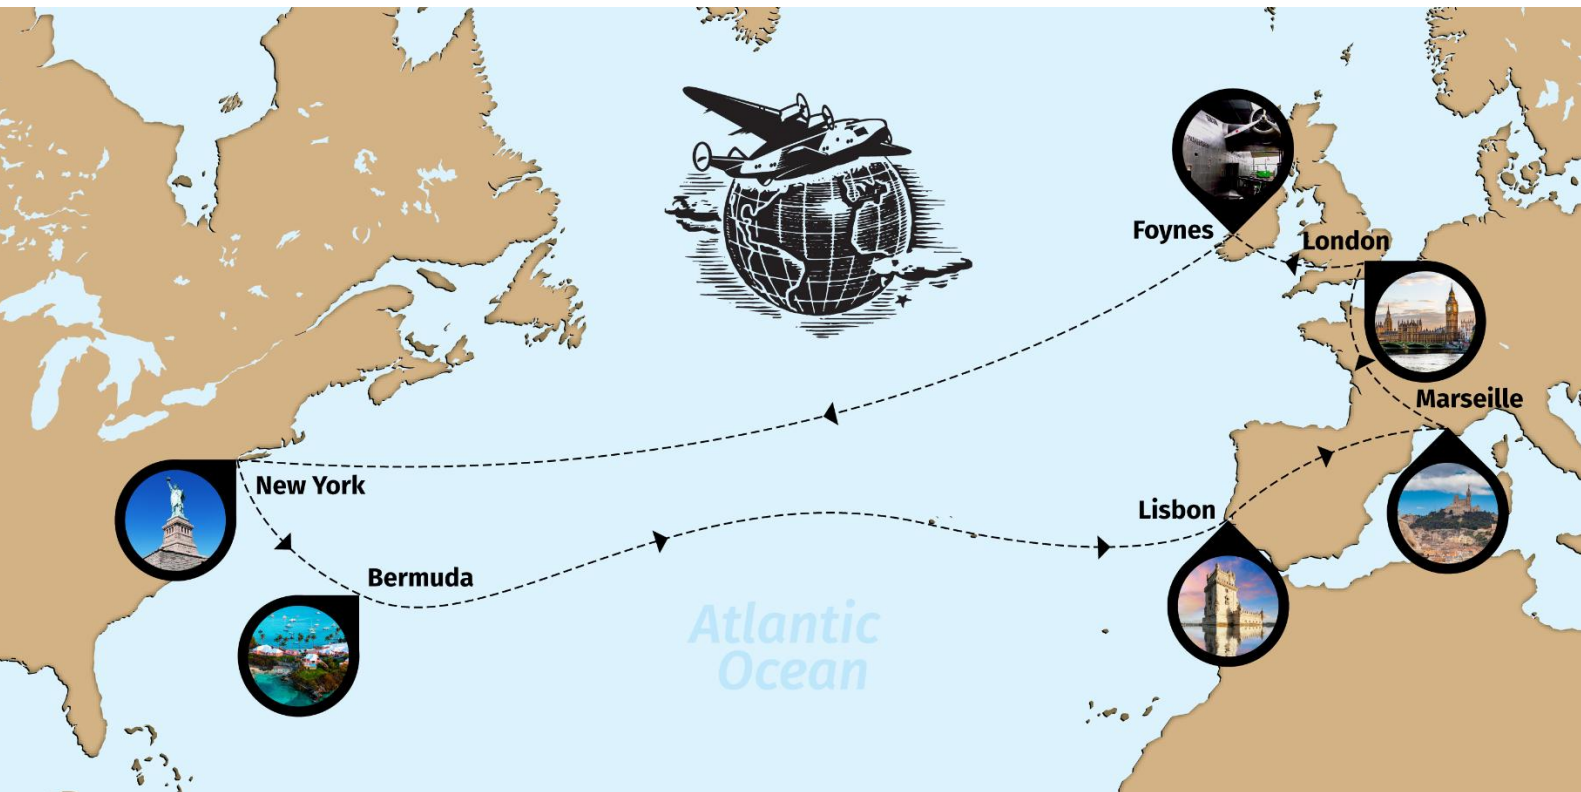 Foynes
London
Marseille
New York
Lisbon
Bermuda
Atlantic
Ocean